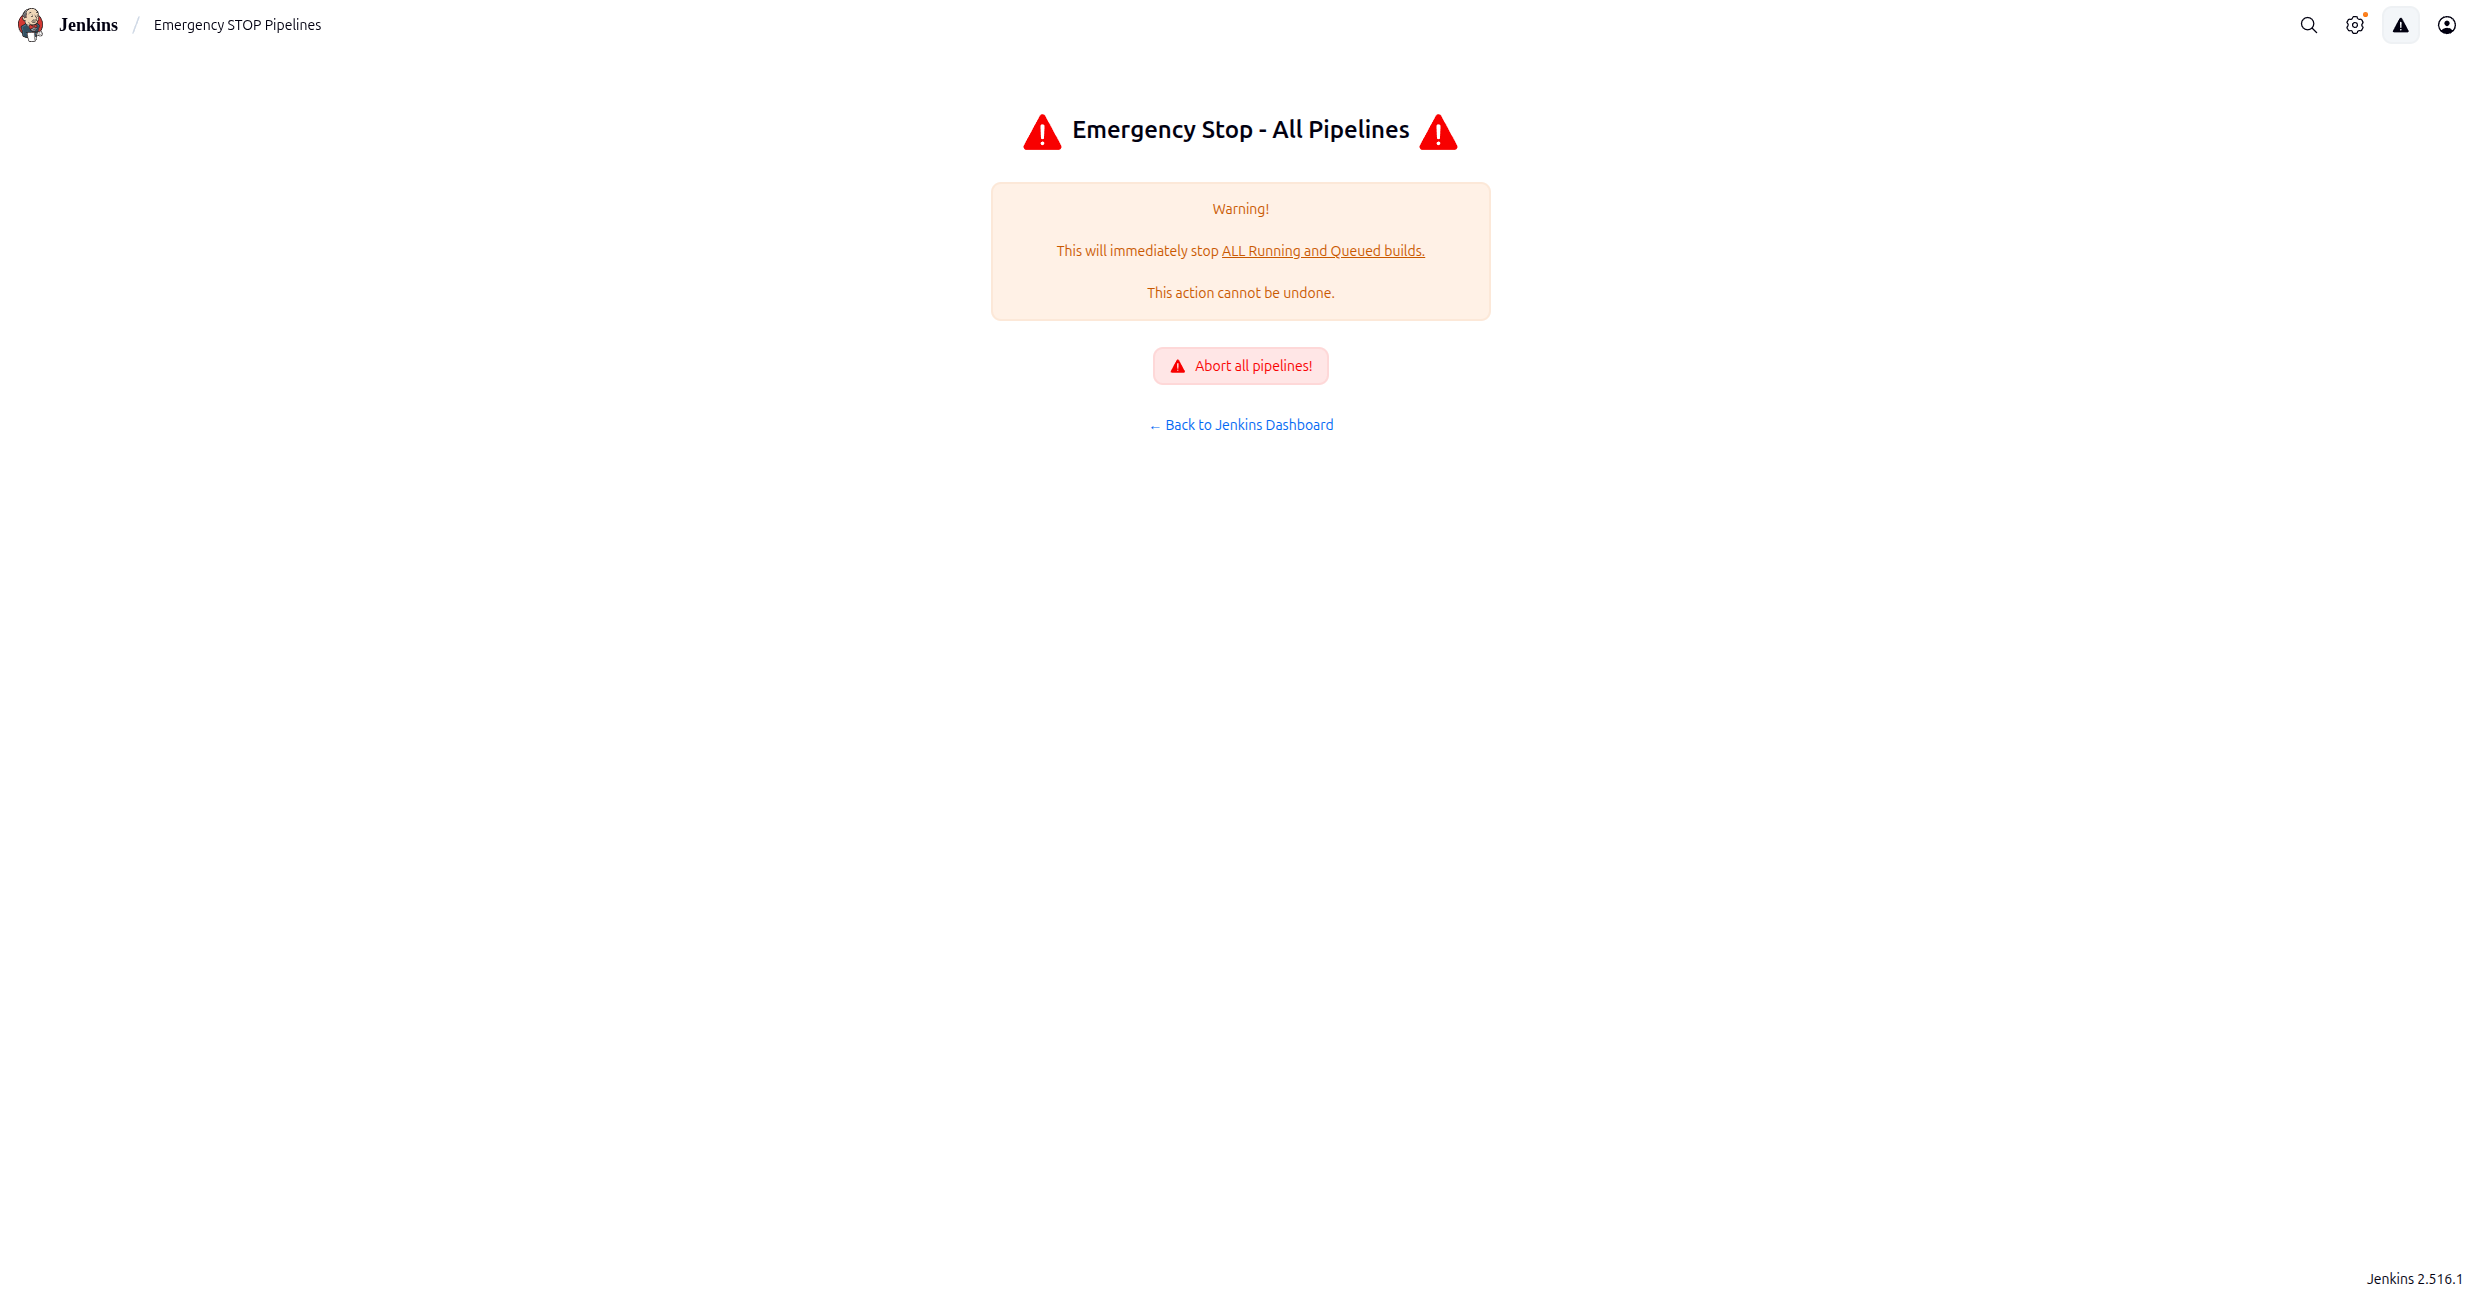 Jenkins / Emergency STOP Pipelines
Emergency Stop - All Pipelines
Warning!
This will immediately stop ALL Running and Queued builds.
This action cannot be undone.
Abort all pipelines!
← Back to Jenkins Dashboard
Jenkins 2.516.1